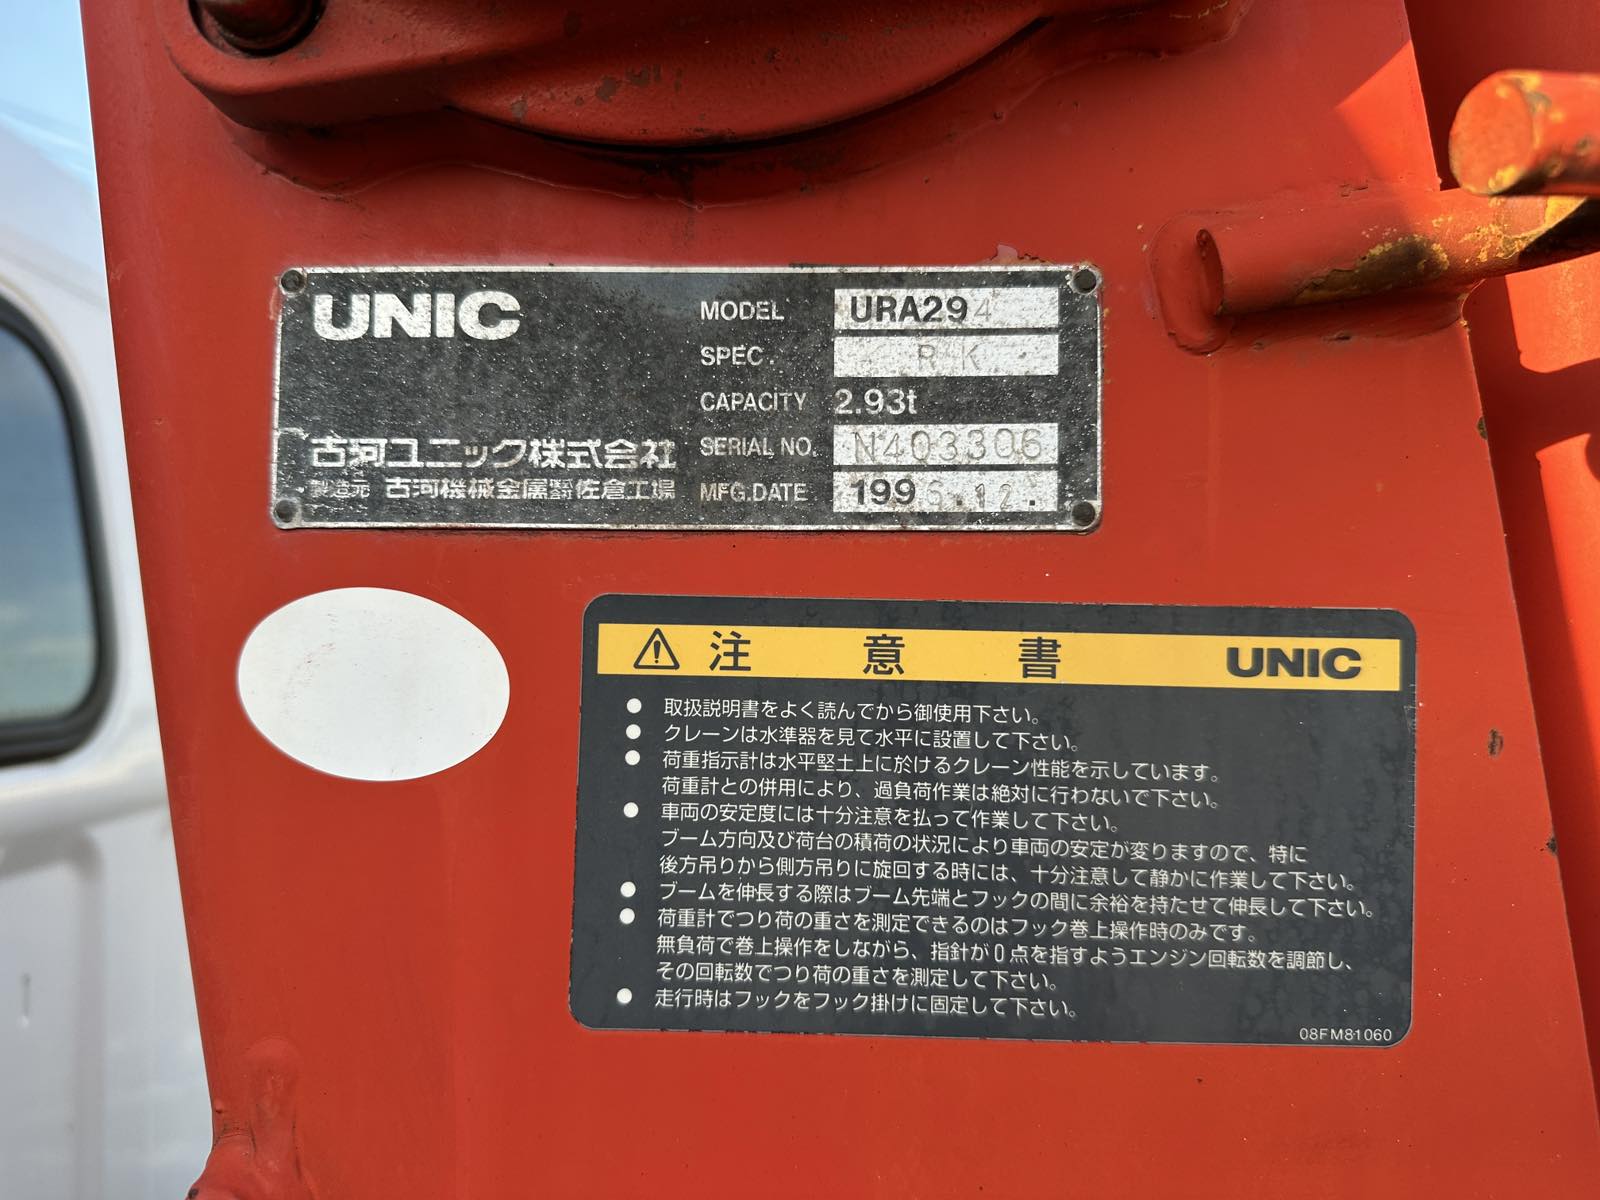 UNIC
MODEL URA294
SPEC. RK
CAPACITY 2.93t
SERIAL NO. N403306
MFG.DATE 1996.12.
古河ユニック株式会社
製造元 古河機械金属株式会社佐倉工場
⚠注意書 UNIC
● 取扱説明書をよく読んでから御使用下さい。
● クレーンは水準器を見て水平に設置して下さい。
● 荷重指示計は水平堅土上に於けるクレーン性能を示しています。
荷重計との併用により、過負荷作業は絶対に行わないで下さい。
● 車両の安定度には十分注意を払って作業して下さい。
ブーム方向及び荷台の積荷の状況により車両の安定が変りますので、特に
後方吊りから側方吊りに旋回する時には、十分注意して静かに作業して下さい。
● ブームを伸長する際はブーム先端とフックの間に余裕を持たせて伸長して下さい。
● 荷重計でつり荷の重さを測定できるのはフック巻上操作時のみです。
無負荷で巻上操作をしながら、指針が0点を指すようエンジン回転数を調節し、
その回転数でつり荷の重さを測定して下さい。
● 走行時はフックをフック掛けに固定して下さい。
08FM81060